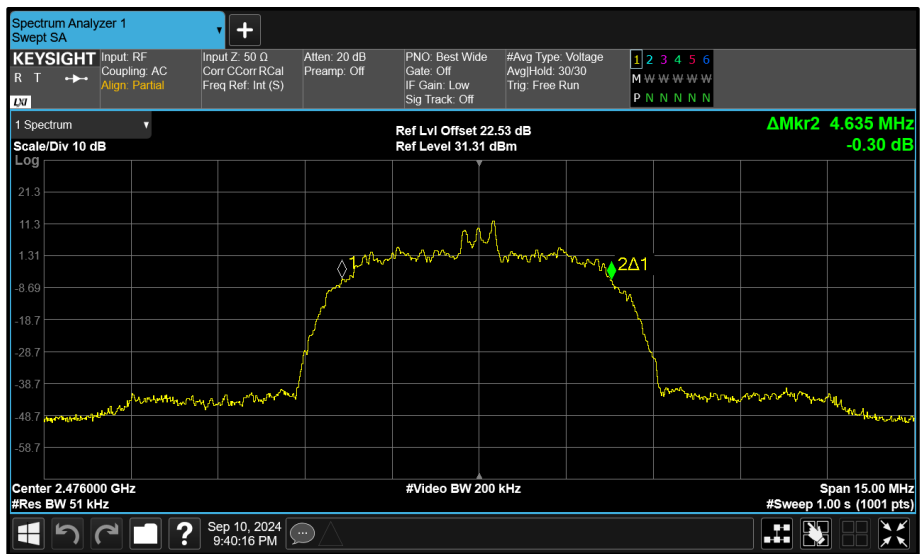 Spectrum Analyzer 1
Swept SA
KEYSIGHT
R T
LXI
Input: RF
Coupling: AC
Align: Partial
Input Z: 50 Ω
Corr CCorr RCal
Freq Ref: Int (S)
Atten: 20 dB
Preamp: Off
PNO: Best Wide
Gate: Off
IF Gain: Low
Sig Track: Off
#Avg Type: Voltage
Avg|Hold: 30/30
Trig: Free Run
1 2 3 4 5 6
M W W W W W
P N N N N N
1 Spectrum
Scale/Div 10 dB
Ref Lvl Offset 22.53 dB
Ref Level 31.31 dBm
ΔMkr2 4.635 MHz
-0.30 dB
Log
21.3
11.3
1.31
-8.69
-18.7
-28.7
-38.7
-48.7
-58.7
1
2Δ1
Center 2.476000 GHz
#Res BW 51 kHz
#Video BW 200 kHz
Span 15.00 MHz
#Sweep 1.00 s (1001 pts)
?
Sep 10, 2024
9:40:16 PM